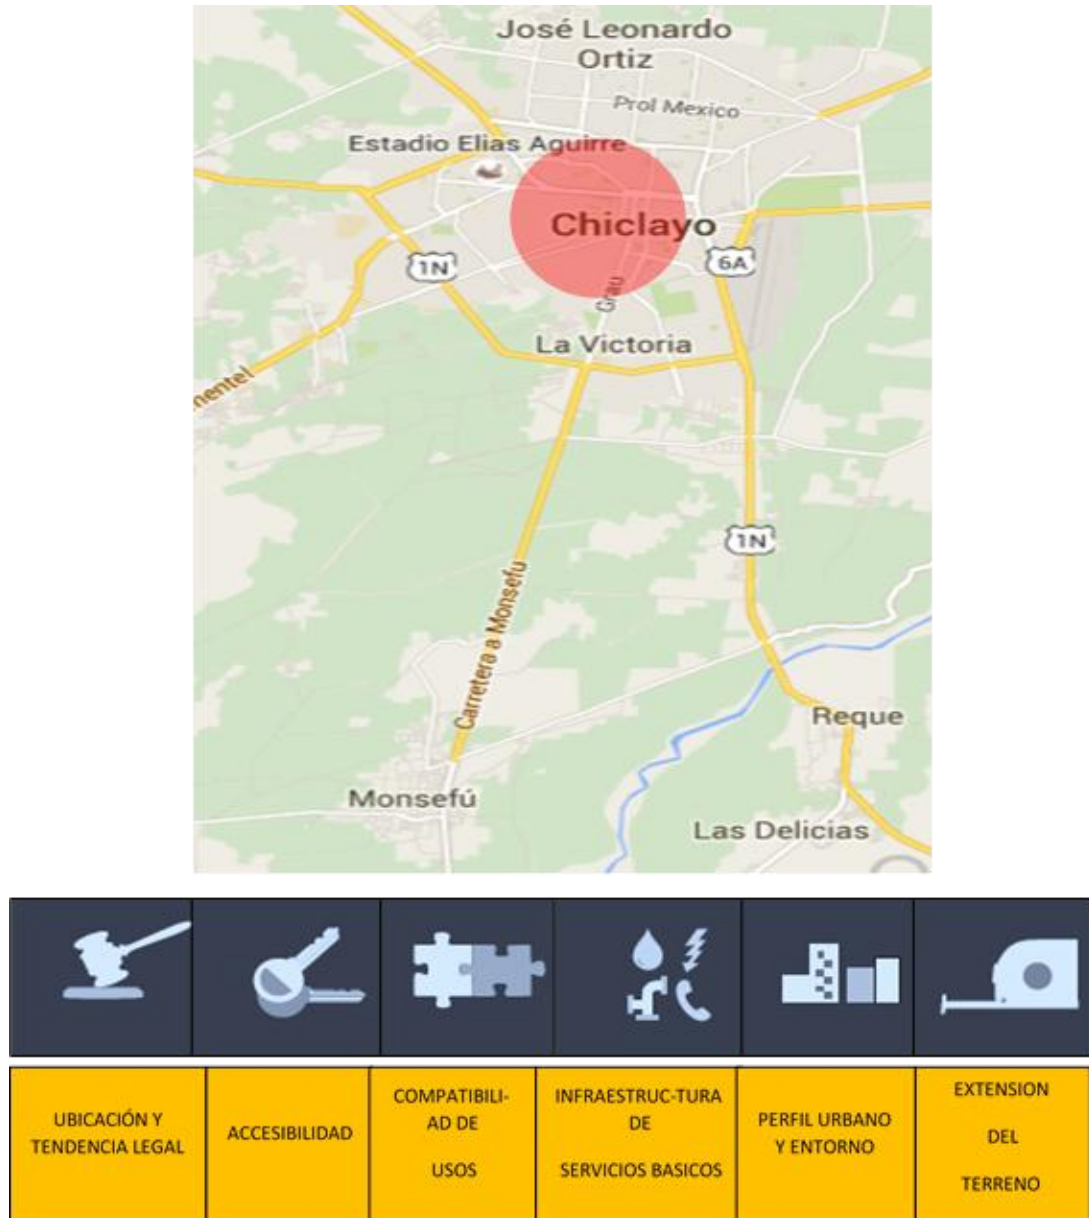 José Leonardo
Ortiz
Prol Mexico
Estadio Elias Aguirre
Chiclayo
1N
6A
Grau
La Victoria
mentel
1N
Carretera a Monsefu
Reque
Monsefú
Las Delicias
UBICACIÓN Y
TENDENCIA LEGAL
ACCESIBILIDAD
COMPATIBILI-
AD DE
USOS
INFRAESTRUC-TURA
DE
SERVICIOS BASICOS
PERFIL URBANO
Y ENTORNO
EXTENSION
DEL
TERRENO